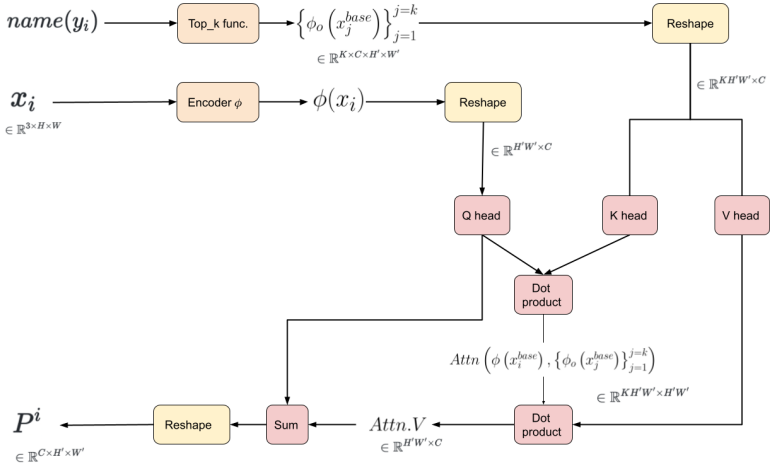 name(y_i)
Top_k func.
{ϕ_o (x_j^{base})}_{j=1}^{j=k}
Reshape
∈ ℝ^{K×C×H′×W′}
∈ ℝ^{KH′W′×C}
x_i
Encoder ϕ
ϕ(x_i)
Reshape
∈ ℝ^{3×H×W}
∈ ℝ^{H′W′×C}
Q head
K head
V head
Dot
product
Attn (ϕ (x_i^{base}), {ϕ_o (x_j^{base})}_{j=1}^{j=k})
∈ ℝ^{KH′W′×H′W′}
P^i
Reshape
Sum
Attn.V
Dot
product
∈ ℝ^{C×H′×W′}
∈ ℝ^{H′W′×C}